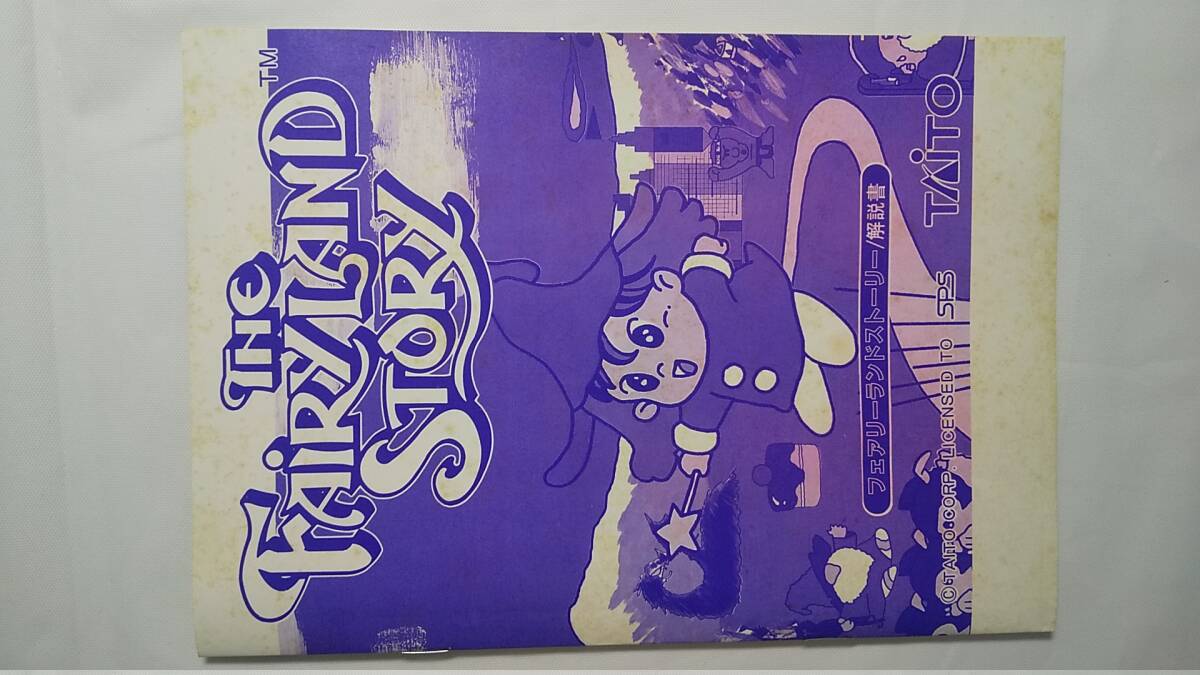 THE
FAIRYLAND
STORY
TM
フェアリーランドストーリー/解説書
©TAITO CORP. LICENSED TO SPS
TAITO